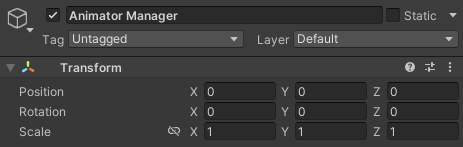 Animator Manager Static
Tag Untagged Layer Default
Transform
Position X 0 Y 0 Z 0
Rotation X 0 Y 0 Z 0
Scale X 1 Y 1 Z 1